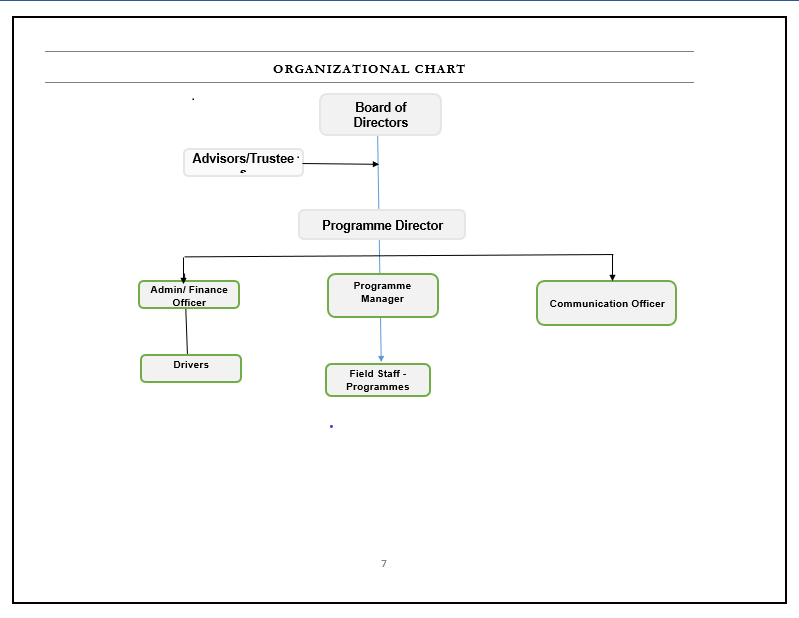 ORGANIZATIONAL CHART
Board of
Directors
Advisors/Trustee
s
Programme Director
Admin/ Finance
Officer
Programme
Manager
Communication Officer
Drivers
Field Staff -
Programmes
7